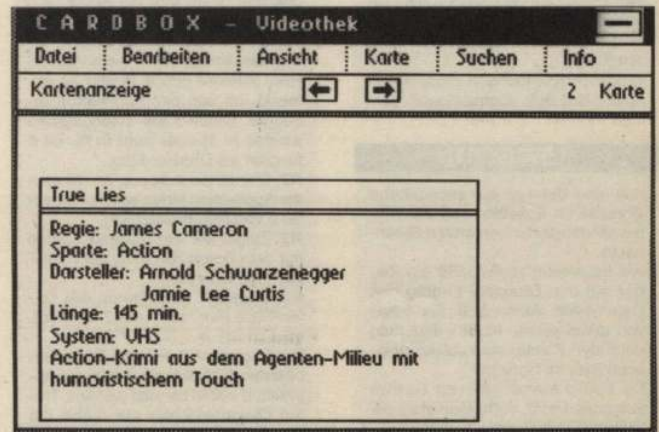 CARDBOX - Videothek
Datei Bearbeiten Ansicht Karte Suchen Info
Kartenanzeige 2 Karte
True Lies
Regie: James Cameron
Sparte: Action
Darsteller: Arnold Schwarzenegger
Jamie Lee Curtis
Länge: 145 min.
System: VHS
Action-Krimi aus dem Agenten-Milieu mit
humoristischem Touch